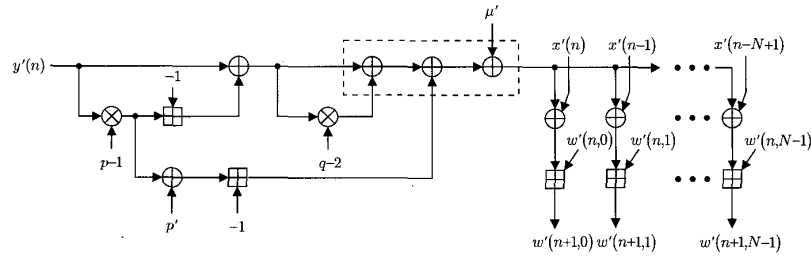 μ′
x′(n) x′(n-1) x′(n-N+1)
y′(n)
-1
w′(n,0) w′(n,1) w′(n,N-1)
p-1 q-2
p′ -1 w′(n+1,0) w′(n+1,1) w′(n+1,N-1)